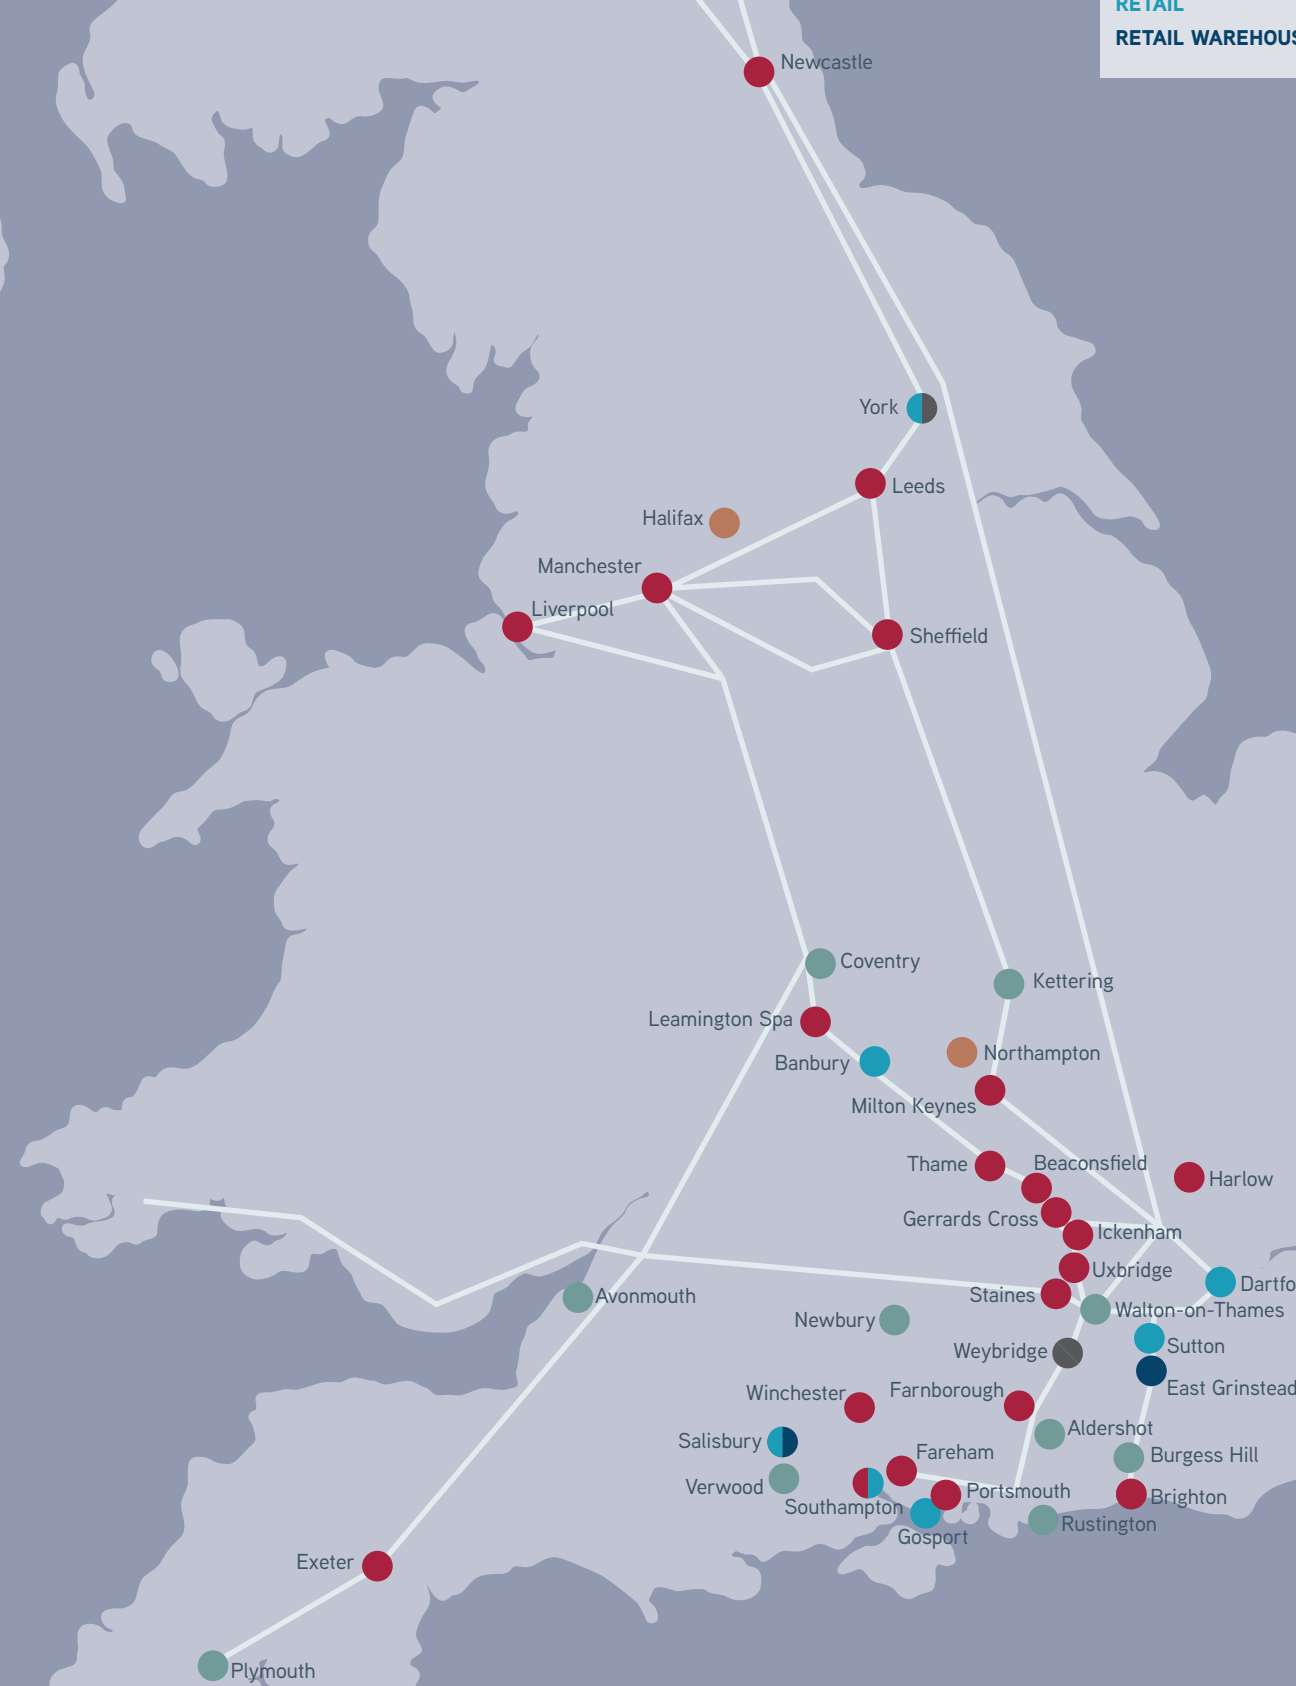 RETAIL
RETAIL WAREHOUS
Newcastle
York
Leeds
Halifax
Manchester
Liverpool
Sheffield
Coventry
Kettering
Leamington Spa
Northampton
Banbury
Milton Keynes
Thame
Beaconsfield
Harlow
Gerrards Cross
Ickenham
Uxbridge
Dartfo
Staines
Avonmouth
Walton-on-Thames
Newbury
Sutton
Weybridge
East Grinstead
Winchester
Farnborough
Aldershot
Salisbury
Fareham
Burgess Hill
Verwood
Portsmouth
Brighton
Southampton
Rustington
Gosport
Exeter
Plymouth